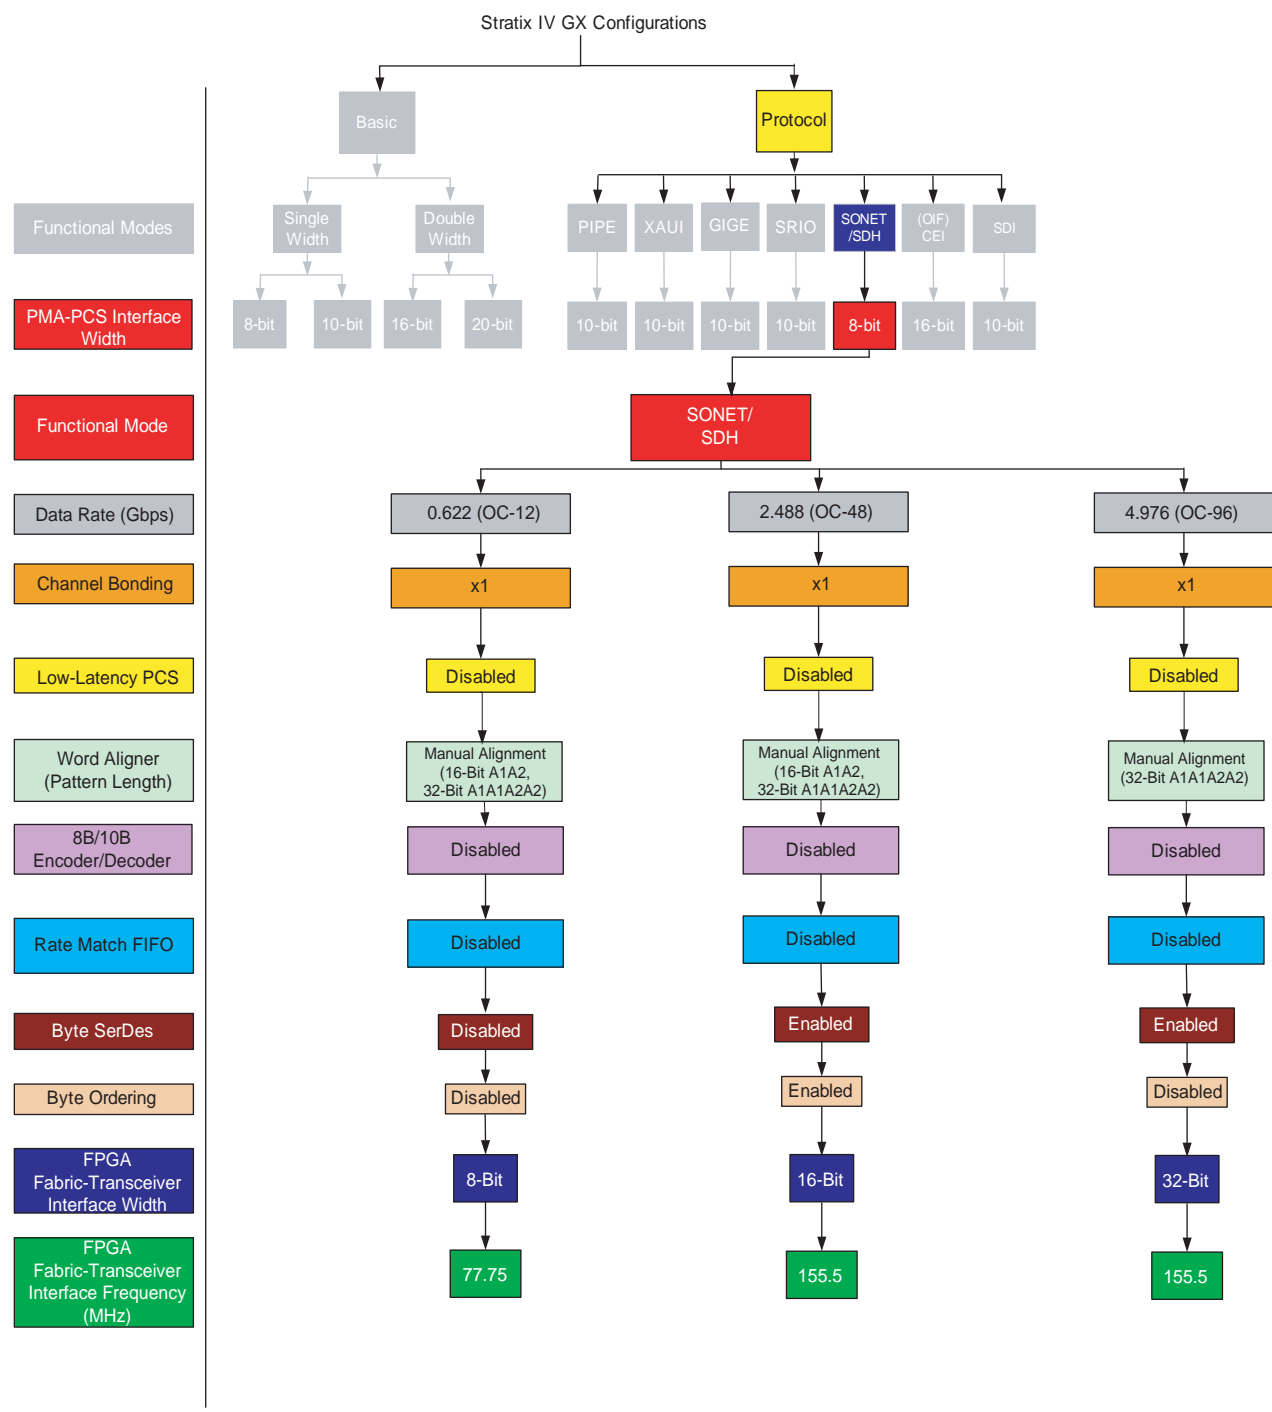 Stratix IV GX Configurations
Basic
Protocol
Functional Modes
Single
Width
Double
Width
PIPE
XAUI
GIGE
SRIO
SONET
/SDH
(OIF)
CEI
SDI
PMA-PCS Interface
Width
8-bit
10-bit
16-bit
20-bit
10-bit
10-bit
10-bit
10-bit
8-bit
16-bit
10-bit
Functional Mode
SONET/
SDH
Data Rate (Gbps)
0.622 (OC-12)
2.488 (OC-48)
4.976 (OC-96)
Channel Bonding
x1
x1
x1
Low-Latency PCS
Disabled
Disabled
Disabled
Word Aligner
(Pattern Length)
Manual Alignment
(16-Bit A1A2,
32-Bit A1A1A2A2)
Manual Alignment
(16-Bit A1A2,
32-Bit A1A1A2A2)
Manual Alignment
(32-Bit A1A1A2A2)
8B/10B
Encoder/Decoder
Disabled
Disabled
Disabled
Rate Match FIFO
Disabled
Disabled
Disabled
Byte SerDes
Disabled
Enabled
Enabled
Byte Ordering
Disabled
Enabled
Disabled
FPGA
Fabric-Transceiver
Interface Width
8-Bit
16-Bit
32-Bit
FPGA
Fabric-Transceiver
Interface Frequency
(MHz)
77.75
155.5
155.5